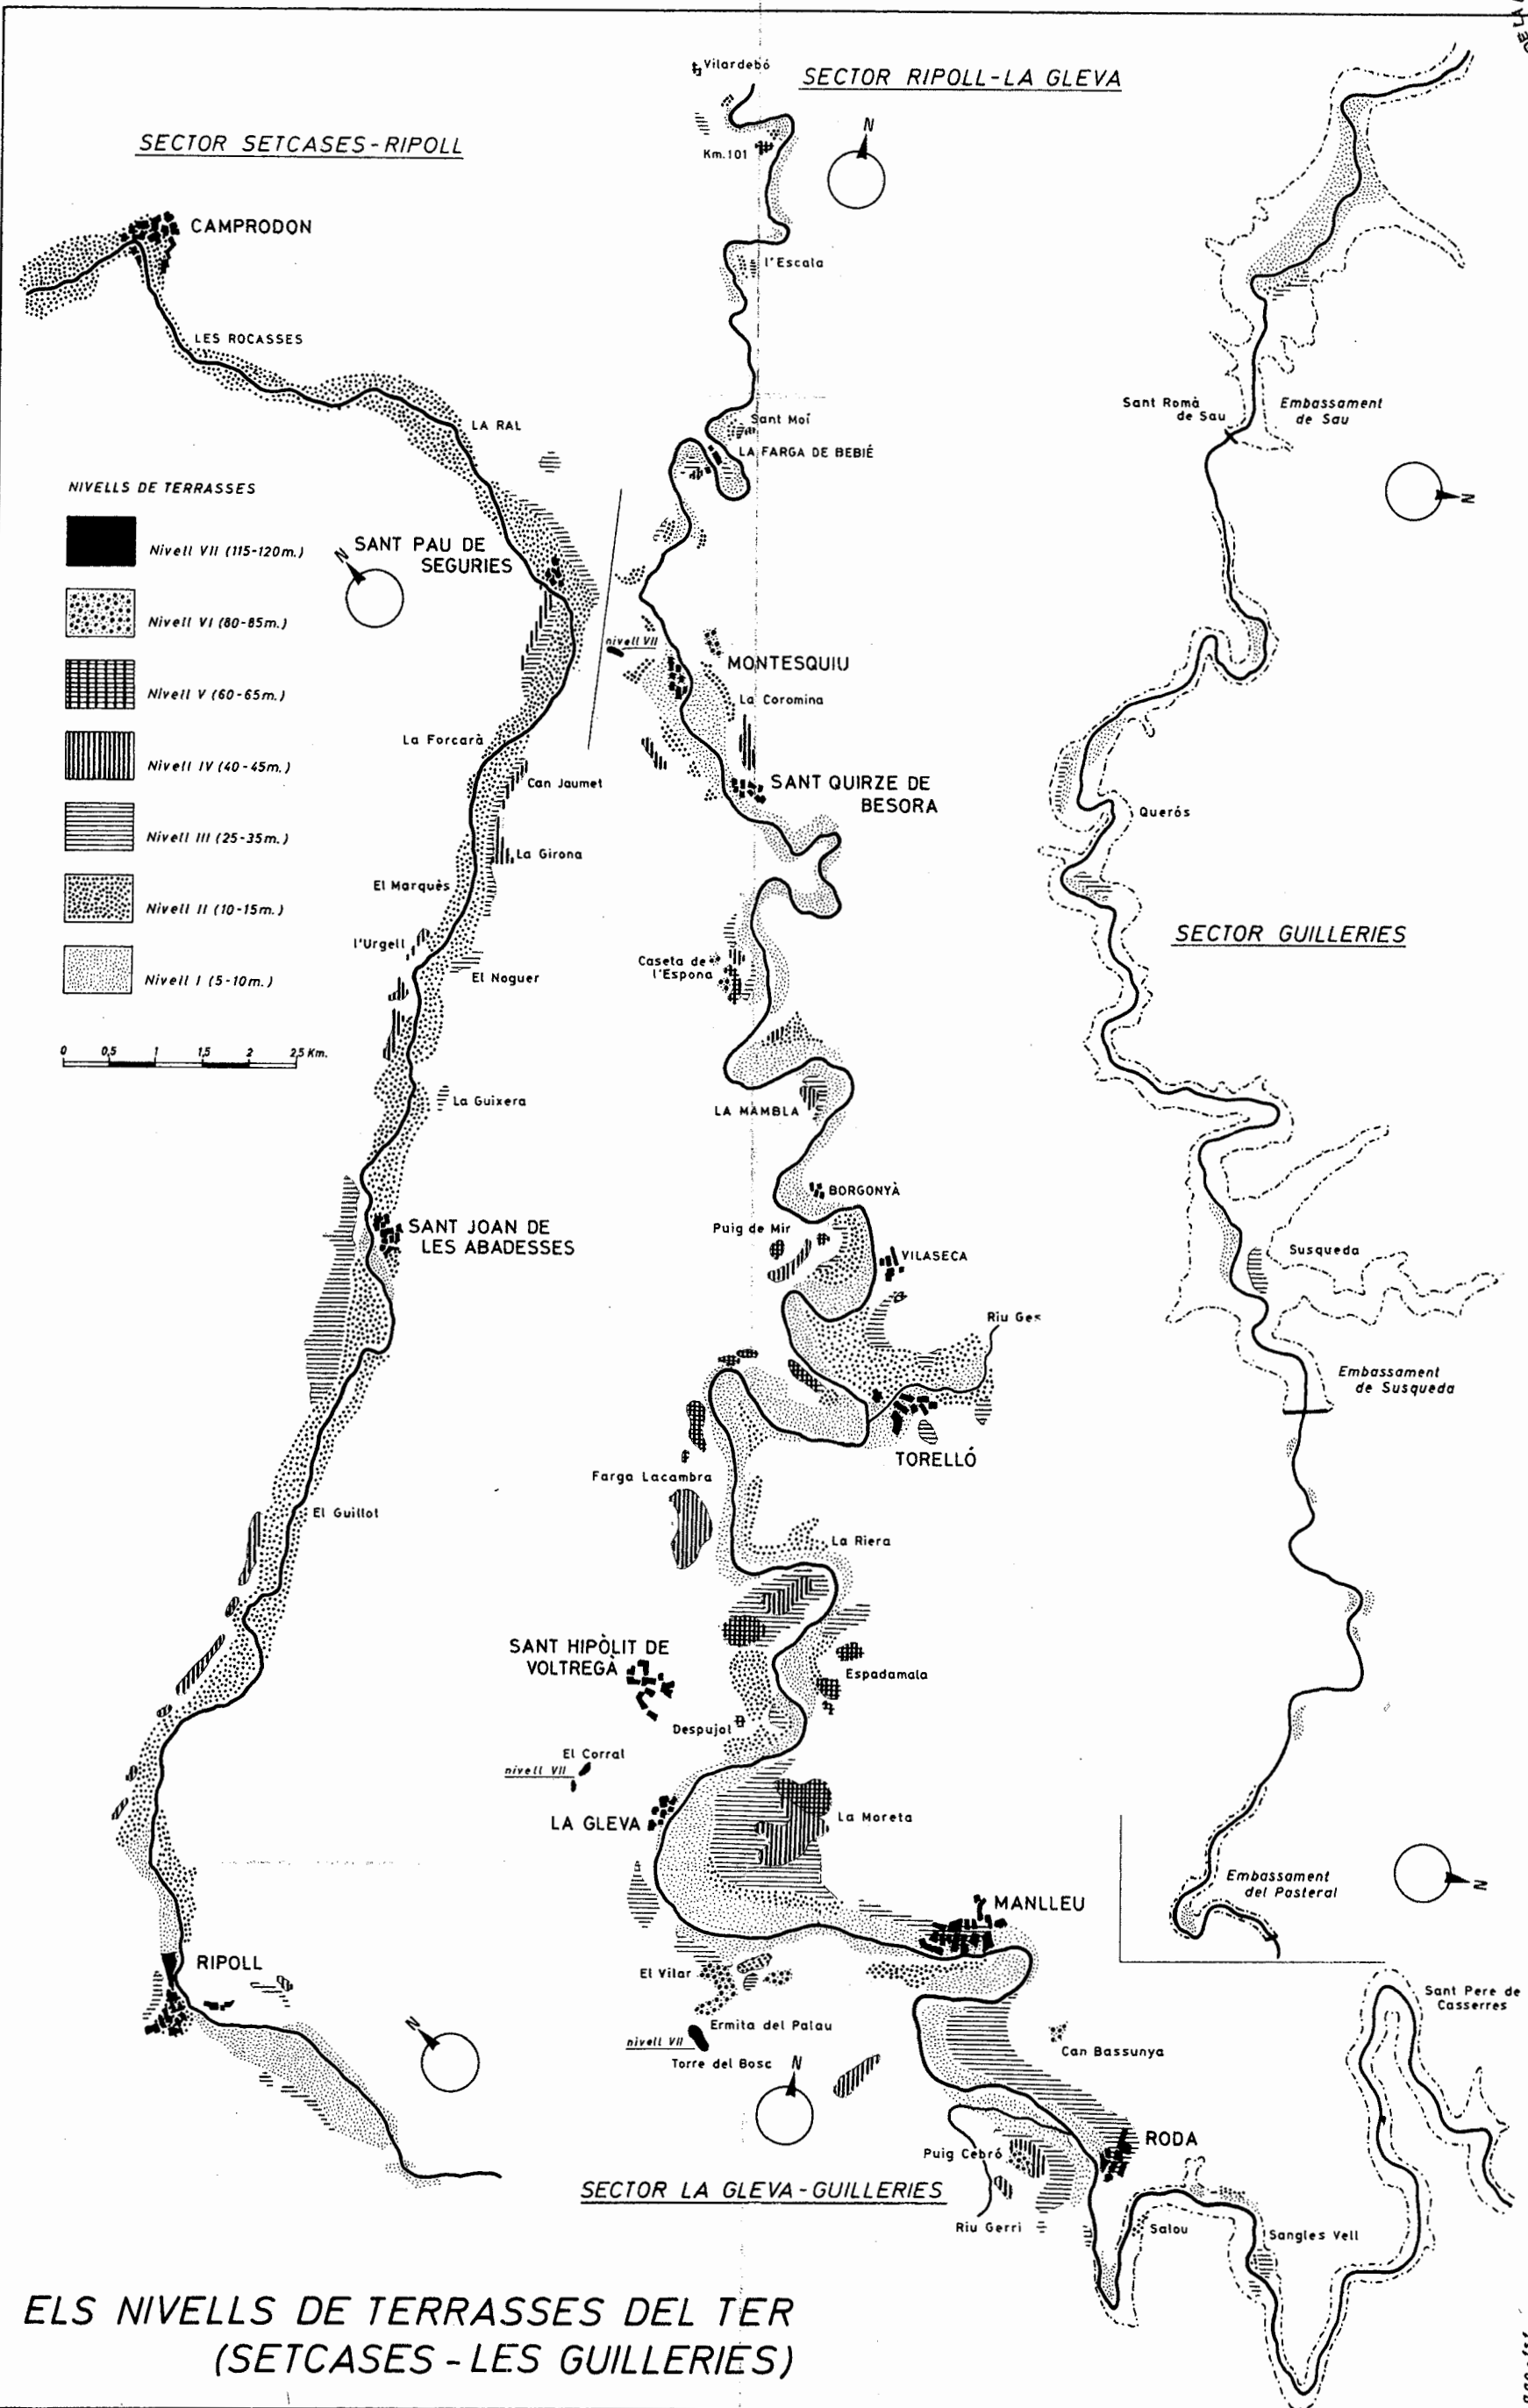 SECTOR SETCASES-RIPOLL
CAMPRODON
LES ROCASSES
LA RAL
NIVELLS DE TERRASSES
Nivell VII (115-120m.)
Nivell VI (80-85m.)
Nivell V (60-65m.)
Nivell IV (40-45m.)
Nivell III (25-35m.)
Nivell II (10-15m.)
Nivell I (5-10m.)
0 0,5 1 1,5 2 2,5 Km.
N
SANT PAU DE
SEGURIES
La Forcarà
Can Jaumet
La Girona
El Marquès
l'Urgell
El Noguer
La Guixera
SANT JOAN DE
LES ABADESSES
El Guillot
RIPOLL
N
SECTOR RIPOLL-LA GLEVA
Vilardebó
N
Km.101
l'Escala
Sant Moí
LA FARGA DE BEBIÉ
nivell VII
MONTESQUIU
La Coromina
SANT QUIRZE DE
BESORA
Caseta de
l'Espona
LA MAMBLA
BORGONYÀ
Puig de Mir
VILASECA
Riu Ges
TORELLÓ
Farga Lacambra
La Riera
SANT HIPÒLIT DE
VOLTREGÀ
Espadamala
Despujol
El Corral
nivell VII
LA GLEVA
La Moreta
MANLLEU
El Vilar
Ermita del Palau
nivell VII
Torre del Bosc
N
Can Bassunya
RODA
Puig Cebró
SECTOR LA GLEVA-GUILLERIES
Riu Gerri
Salou
Sangles Vell
Sant Pere de
Casserres
Sant Romà
de Sau
Embassament
de Sau
N
Querós
SECTOR GUILLERIES
Susqueda
Embassament
de Susqueda
Embassament
del Pasteral
N
ELS NIVELLS DE TERRASSES DEL TER
(SETCASES-LES GUILLERIES)